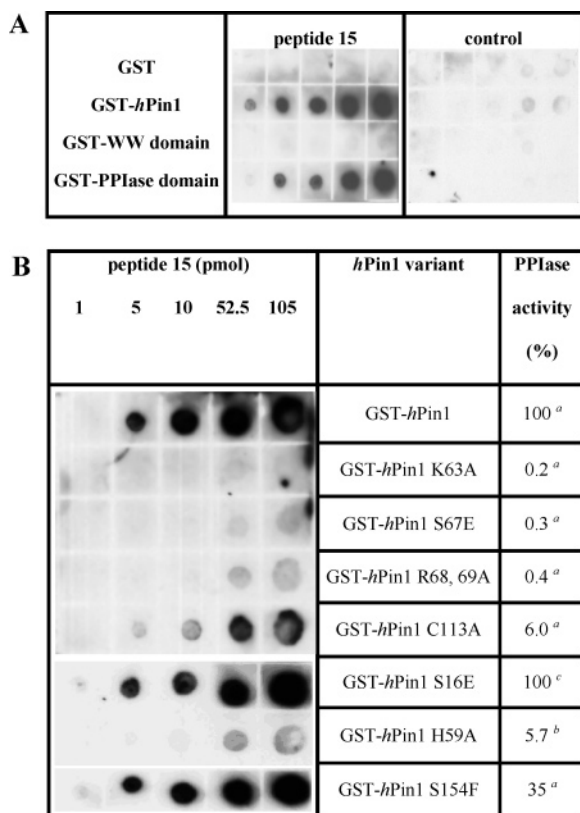 A
peptide 15
control
GST
GST-hPin1
GST-WW domain
GST-PPIase domain
B
peptide 15 (pmol)
hPin1 variant
PPIase
activity
(%)
1 5 10 52.5 105
GST-hPin1 100 a
GST-hPin1 K63A 0.2 a
GST-hPin1 S67E 0.3 a
GST-hPin1 R68, 69A 0.4 a
GST-hPin1 C113A 6.0 a
GST-hPin1 S16E 100 c
GST-hPin1 H59A 5.7 b
GST-hPin1 S154F 35 a